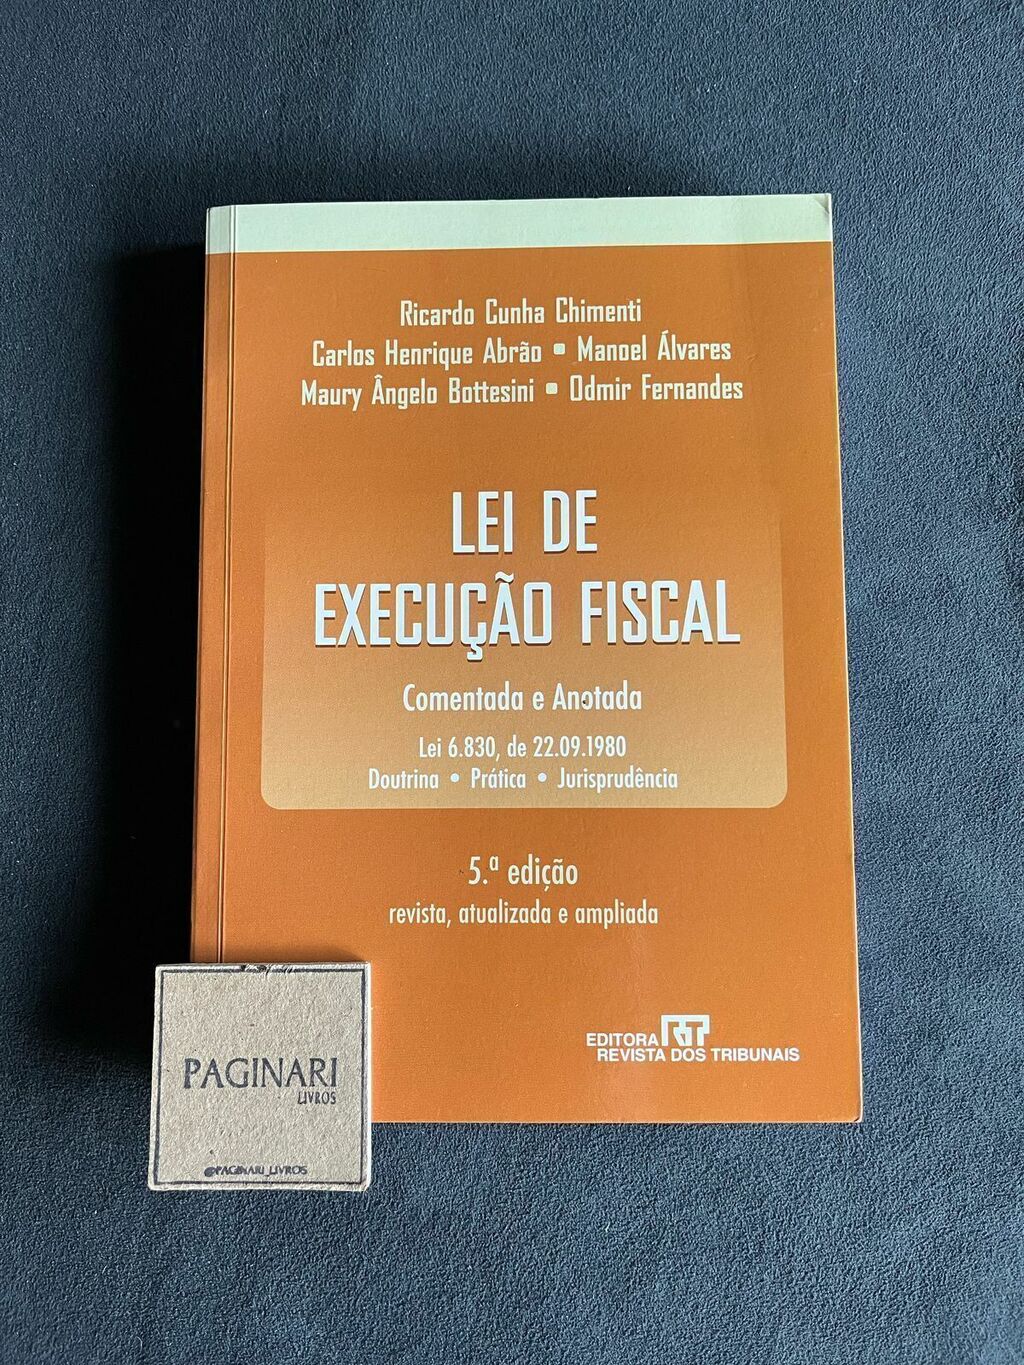 Ricardo Cunha Chimenti
Carlos Henrique Abrão ▪ Manoel Álvares
Maury Ângelo Bottesini ▪ Odmir Fernandes
LEI DE
EXECUÇÃO FISCAL
Comentada e Anotada
Lei 6.830, de 22.09.1980
Doutrina • Prática • Jurisprudência
5.ª edição
revista, atualizada e ampliada
EDITORA RT
REVISTA DOS TRIBUNAIS
PAGINARI
LIVROS
@PAGINARI_LIVROS